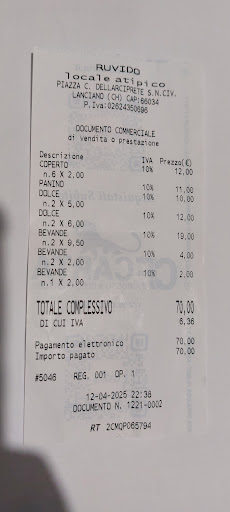 RUVIDO
locale atipico
PIAZZA C. DELLARCIPRETE S.N.CIV.
LANCIANO (CH) CAP:66034
P.Iva:02624350696
DOCUMENTO COMMERCIALE
di vendita o prestazione
Descrizione IVA Prezzo(€)
COPERTO 10% 12,00
n.6 X 2,00
PANINO 10% 11,00
DOLCE 10% 10,00
n.2 X 5,00
DOLCE 10% 12,00
n.2 X 6,00
BEVANDE 10% 19,00
n.2 X 9,50
BEVANDE 10% 4,00
n.2 X 2,00
BEVANDE 10% 2,00
n.1 X 2,00
TOTALE COMPLESSIVO 70,00
DI CUI IVA 6,36
Pagamento elettronico 70,00
Importo pagato 70,00
#5046 REG. 001 OP. 1
12-04-2025 22:36
DOCUMENTO N. 1221-0002
RT 2CMQP065794